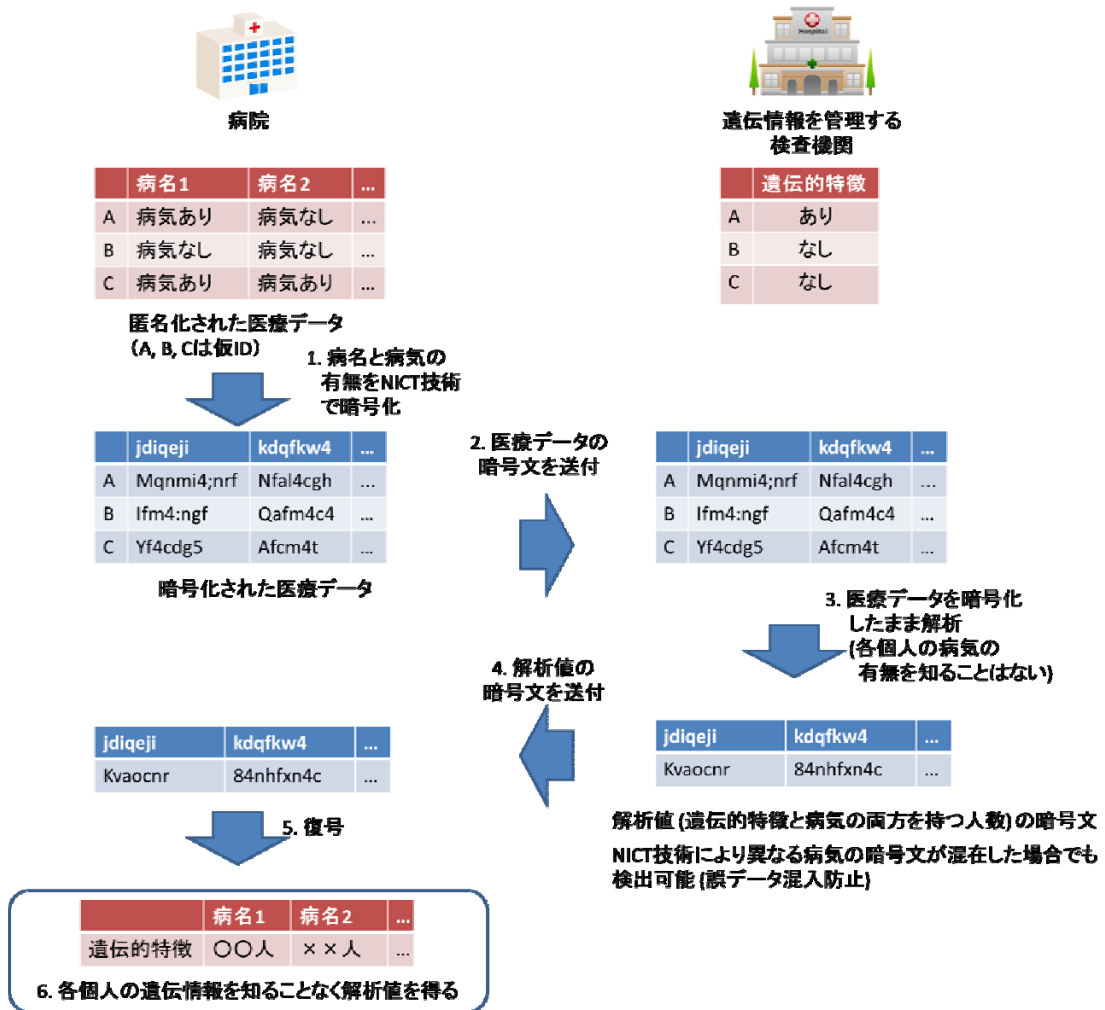 Hospital
病院
遺伝情報を管理する
検査機関
病名1 病名2 ...
A 病気あり 病気なし ...
B 病気なし 病気なし ...
C 病気あり 病気あり ...
遺伝的特徴
A あり
B なし
C なし
匿名化された医療データ
(A, B, Cは仮ID)
1. 病名と病気の
有無をNICT技術
で暗号化
jdiqeji kdqfkw4 ...
A Mqnmi4;nrf Nfal4cgh ...
B Ifm4:ngf Qafm4c4 ...
C Yf4cdg5 Afcm4t ...
暗号化された医療データ
2. 医療データの
暗号文を送付
jdiqeji kdqfkw4 ...
A Mqnmi4;nrf Nfal4cgh ...
B Ifm4:ngf Qafm4c4 ...
C Yf4cdg5 Afcm4t ...
3. 医療データを暗号化
したまま解析
(各個人の病気の
有無を知ることはない)
4. 解析値の
暗号文を送付
jdiqeji kdqfkw4 ...
Kvaocnr 84nhfxn4c ...
jdiqeji kdqfkw4 ...
Kvaocnr 84nhfxn4c ...
解析値 (遺伝的特徴と病気の両方を持つ人数) の暗号文
NICT技術により異なる病気の暗号文が混在した場合でも
検出可能 (誤データ混入防止)
5. 復号
病名1 病名2 ...
遺伝的特徴 〇〇人 ××人 ...
6. 各個人の遺伝情報を知ることなく解析値を得る